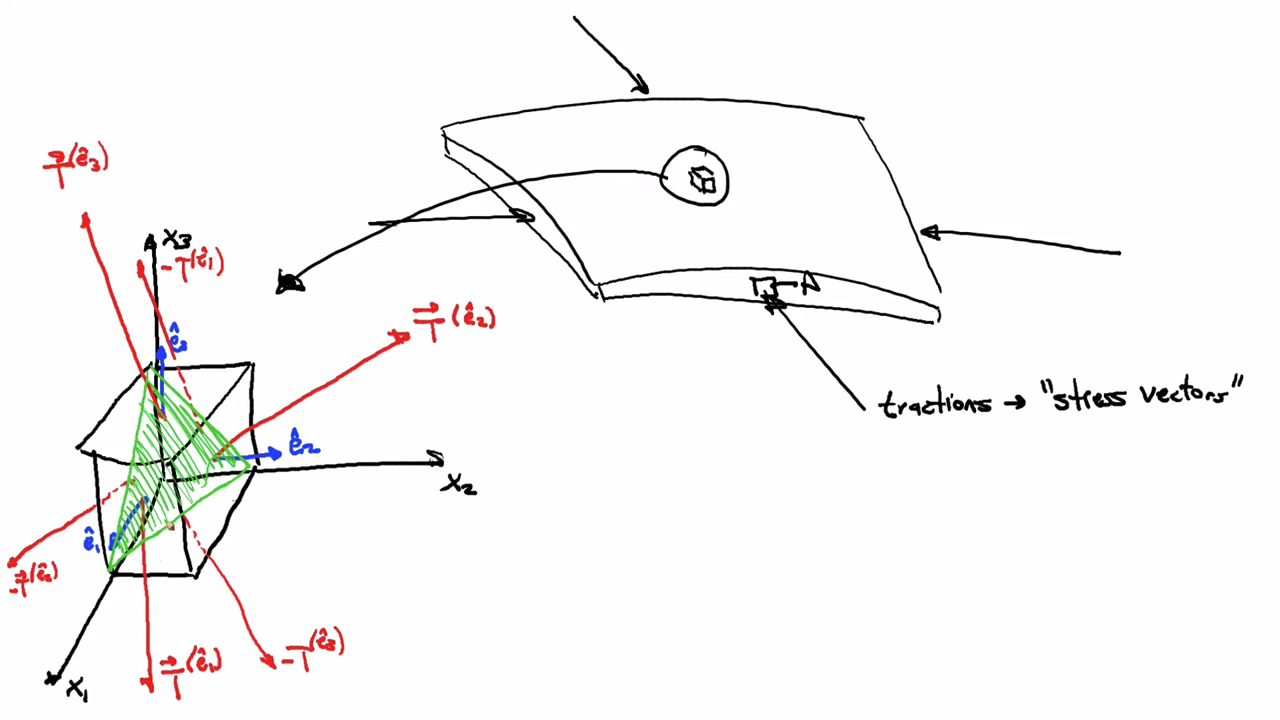 T⃗^(ê₃)
X₃
-T^(ê₁)
T⃗^(ê₂)
ê₃
tractions → "stress vectors"
ê₂
X₂
ê₁
-T⃗^(ê₂)
-T^(ê₃)
T⃗^(ê₁)
X₁